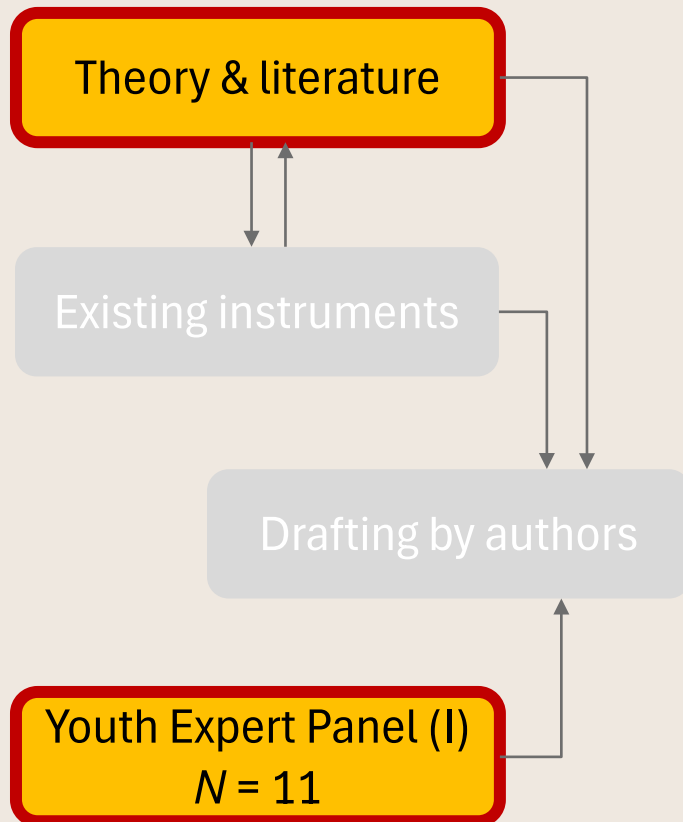 Theory & literature
Existing instruments
Drafting by authors
Youth Expert Panel (I)
N = 11